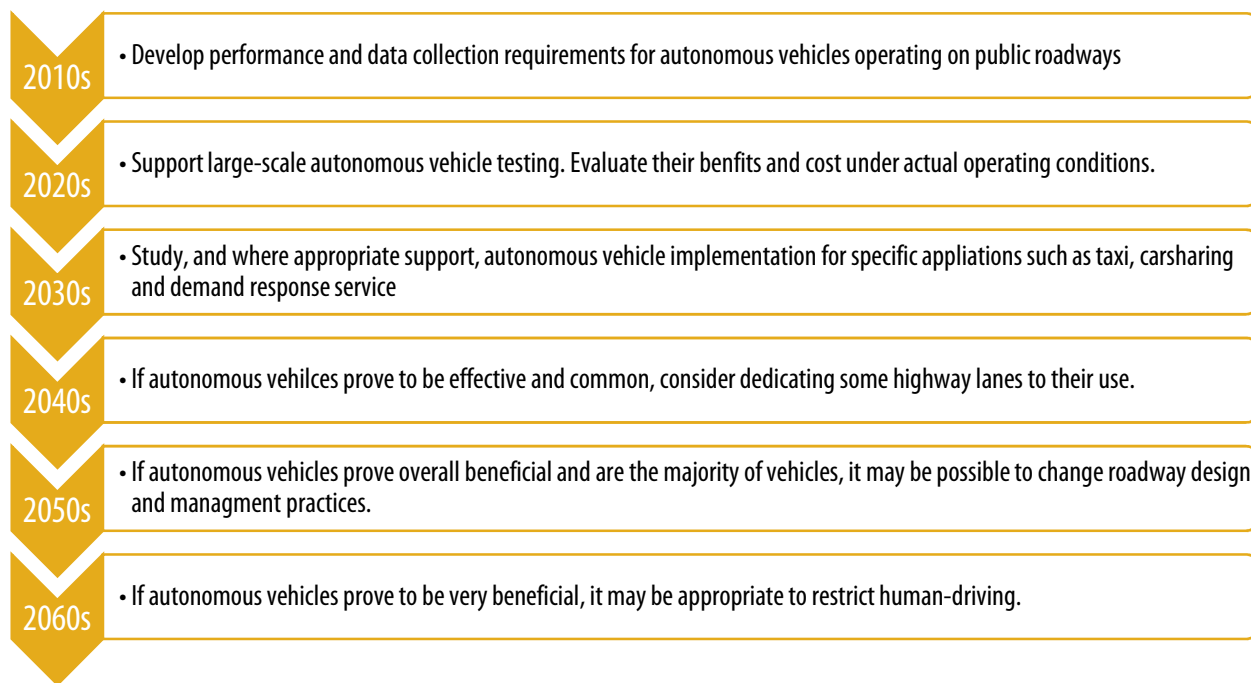 2010s
• Develop performance and data collection requirements for autonomous vehicles operating on public roadways
2020s
• Support large-scale autonomous vehicle testing. Evaluate their benfits and cost under actual operating conditions.
2030s
• Study, and where appropriate support, autonomous vehicle implementation for specific appliations such as taxi, carsharing
and demand response service
2040s
• If autonomous vehilces prove to be effective and common, consider dedicating some highway lanes to their use.
2050s
• If autonomous vehicles prove overall beneficial and are the majority of vehicles, it may be possible to change roadway design
and managment practices.
2060s
• If autonomous vehicles prove to be very beneficial, it may be appropriate to restrict human-driving.